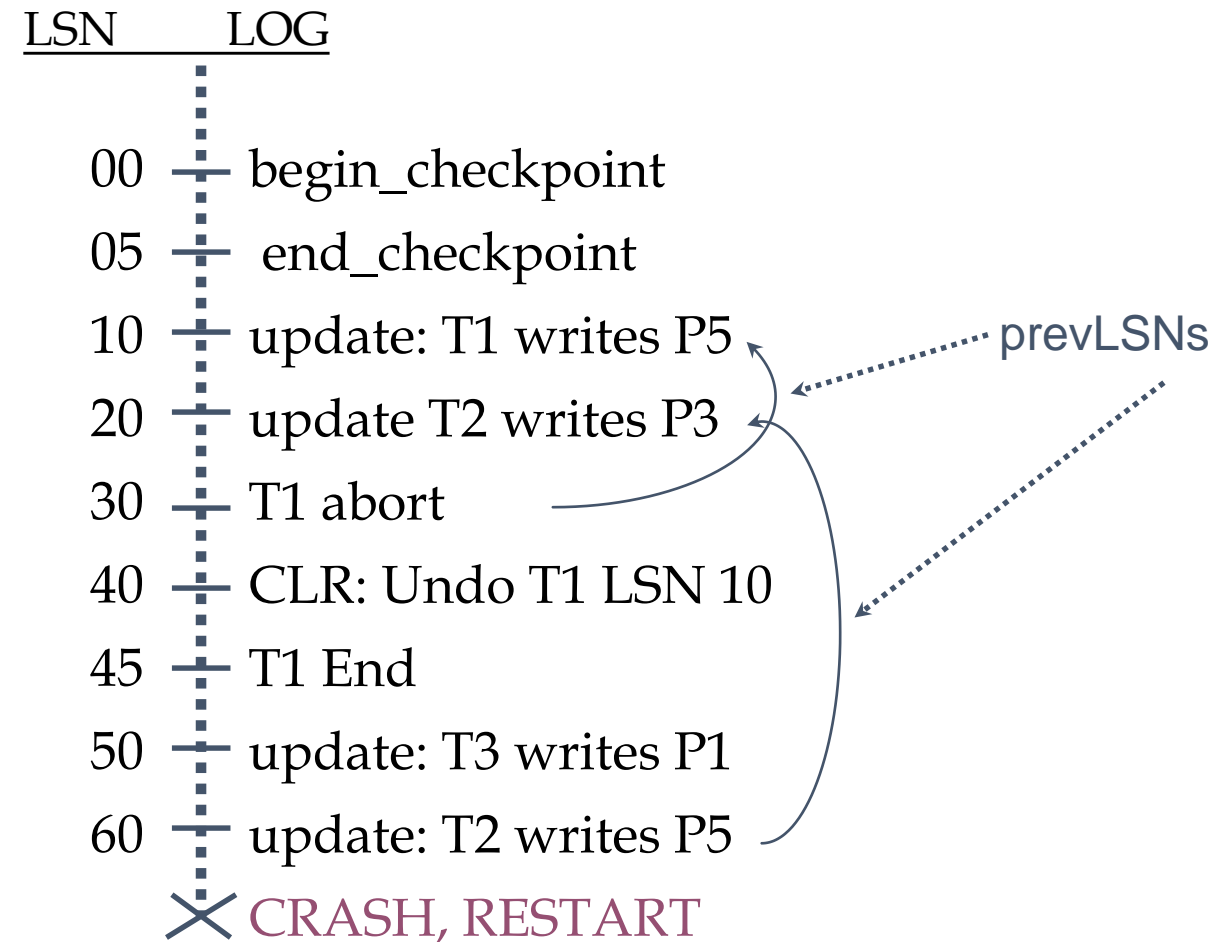 LSN LOG
00 begin_checkpoint
05 end_checkpoint
10 update: T1 writes P5
prevLSNs
20 update T2 writes P3
30 T1 abort
40 CLR: Undo T1 LSN 10
45 T1 End
50 update: T3 writes P1
60 update: T2 writes P5
CRASH, RESTART